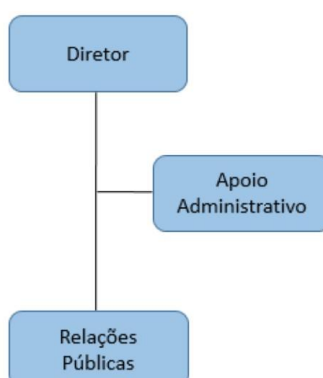 Diretor
Apoio
Administrativo
Relações
Públicas